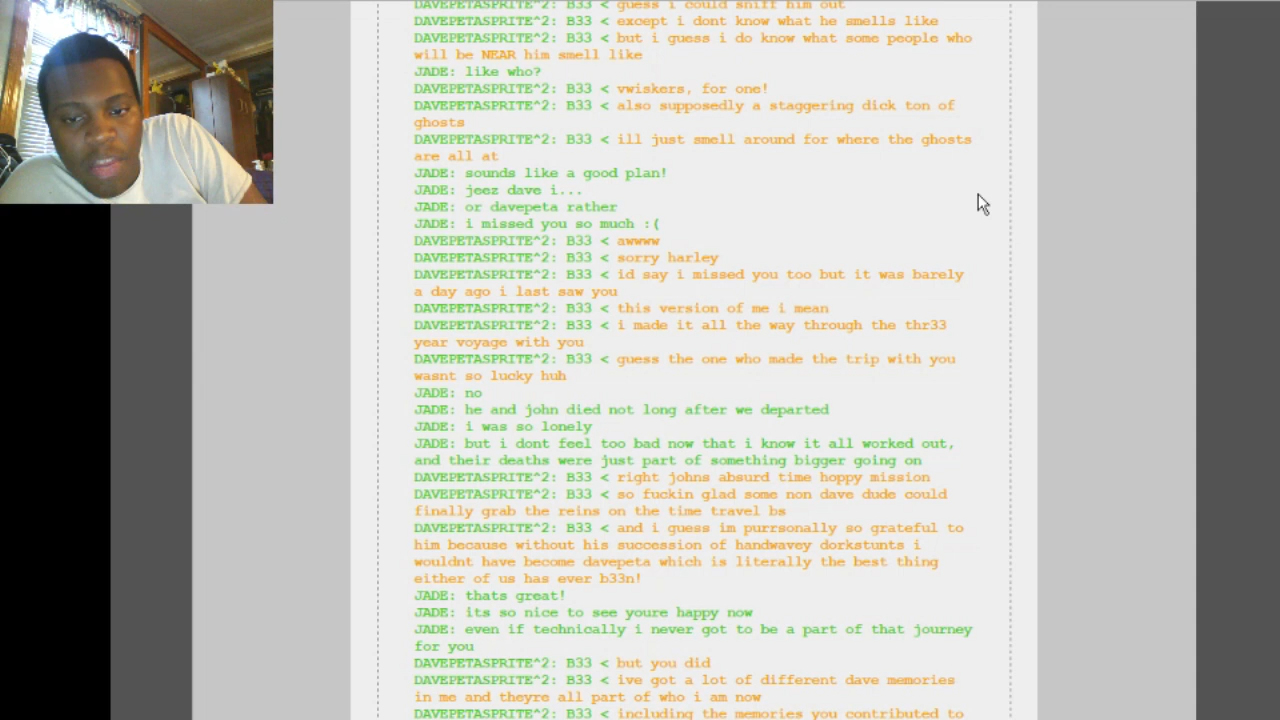 DAVEPETASPRITE^2: B33 < guess i could sniff him out
DAVEPETASPRITE^2: B33 < except i dont know what he smells like
DAVEPETASPRITE^2: B33 < but i guess i do know what some people who
will be NEAR him smell like
JADE: like who?
DAVEPETASPRITE^2: B33 < vwiskers, for one!
DAVEPETASPRITE^2: B33 < also supposedly a staggering dick ton of
ghosts
DAVEPETASPRITE^2: B33 < ill just smell around for where the ghosts
are all at
JADE: sounds like a good plan!
JADE: jeez dave i...
JADE: or davepeta rather
JADE: i missed you so much :(
DAVEPETASPRITE^2: B33 < awwww
DAVEPETASPRITE^2: B33 < sorry harley
DAVEPETASPRITE^2: B33 < id say i missed you too but it was barely
a day ago i last saw you
DAVEPETASPRITE^2: B33 < this version of me i mean
DAVEPETASPRITE^2: B33 < i made it all the way through the thr33
year voyage with you
DAVEPETASPRITE^2: B33 < guess the one who made the trip with you
wasnt so lucky huh
JADE: no
JADE: he and john died not long after we departed
JADE: i was so lonely
JADE: but i dont feel too bad now that i know it all worked out,
and their deaths were just part of something bigger going on
DAVEPETASPRITE^2: B33 < right johns absurd time hoppy mission
DAVEPETASPRITE^2: B33 < so fuckin glad some non dave dude could
finally grab the reins on the time travel bs
DAVEPETASPRITE^2: B33 < and i guess im purrsonally so grateful to
him because without his succession of handwavey dorkstunts i
wouldnt have become davepeta which is literally the best thing
either of us has ever b33n!
JADE: thats great!
JADE: its so nice to see youre happy now
JADE: even if technically i never got to be a part of that journey
for you
DAVEPETASPRITE^2: B33 < but you did
DAVEPETASPRITE^2: B33 < ive got a lot of different dave memories
in me and theyre all part of who i am now
DAVEPETASPRITE^2: B33 < including the memories you contributed to